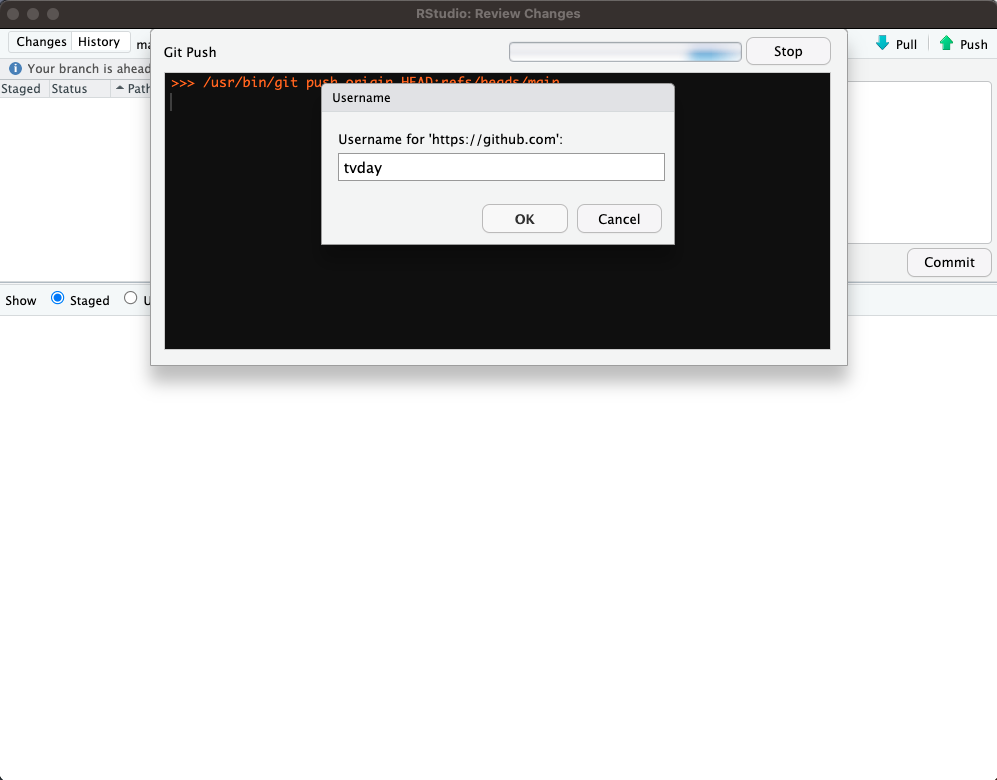 RStudio: Review Changes
Changes History
Git Push
Stop
Pull
Push
Your branch is ahead
Staged Status Path
>>> /usr/bin/git push origin HEAD:refs/heads/main
Username
Username for 'https://github.com':
tvday
OK
Cancel
Commit
Show Staged